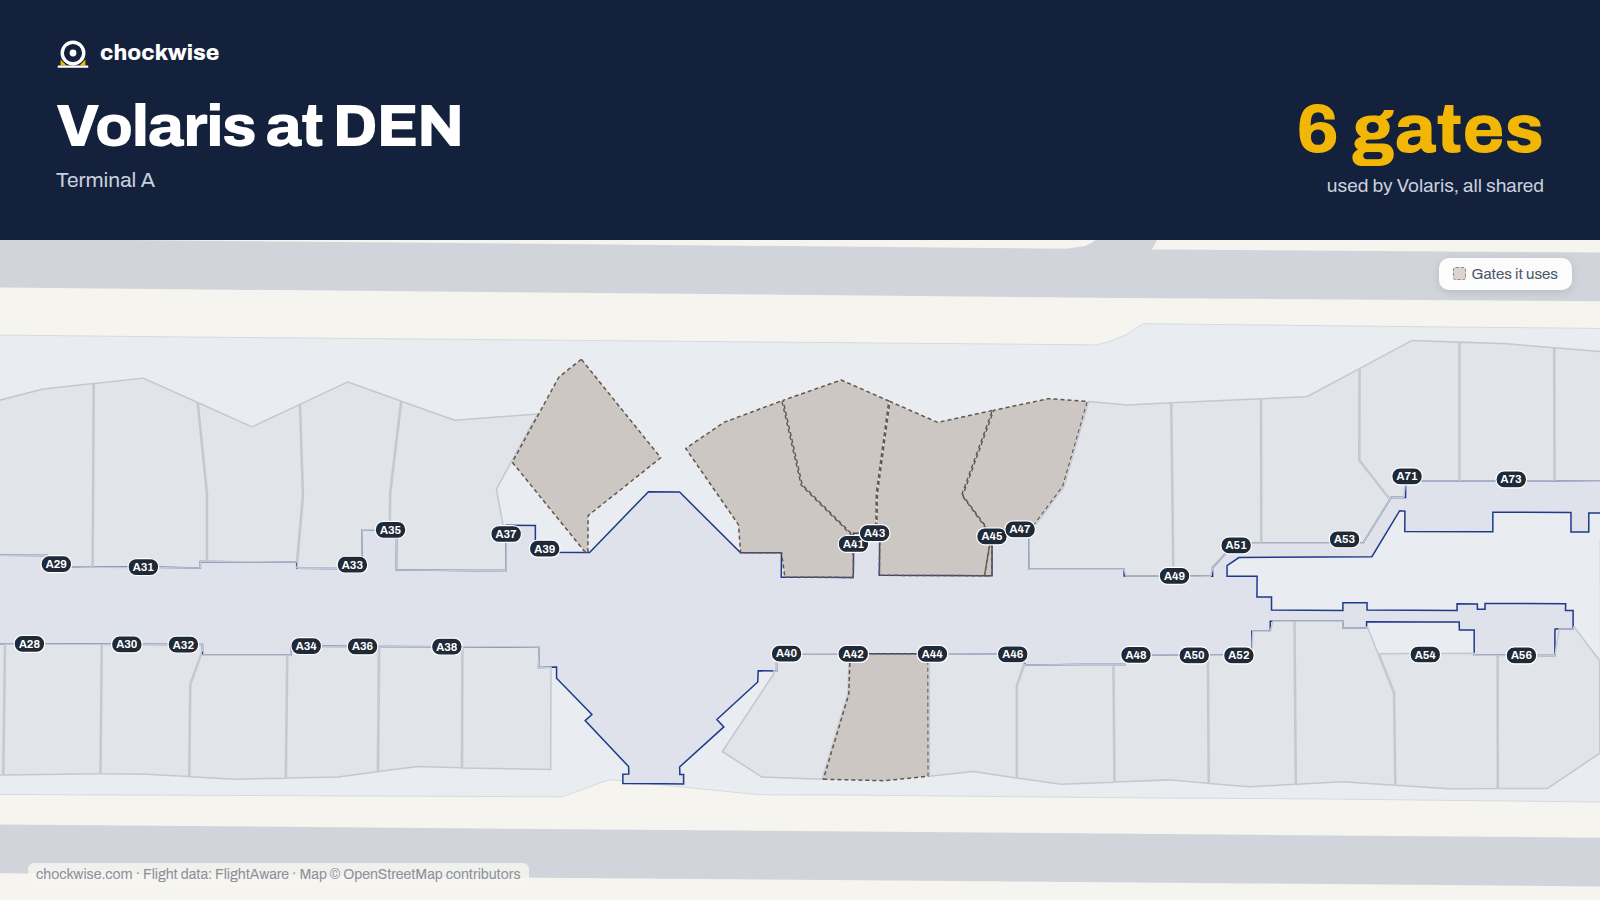 chockwise
Volaris at DEN
Terminal A
6 gates
used by Volaris, all shared
Gates it uses
A71
A73
A35
A37
A43
A47
A39
A41
A45
A51
A53
A29
A31
A33
A49
A28
A30
A32
A34
A36
A38
A40
A42
A44
A46
A48
A50
A52
A54
A56
chockwise.com · Flight data: FlightAware · Map © OpenStreetMap contributors